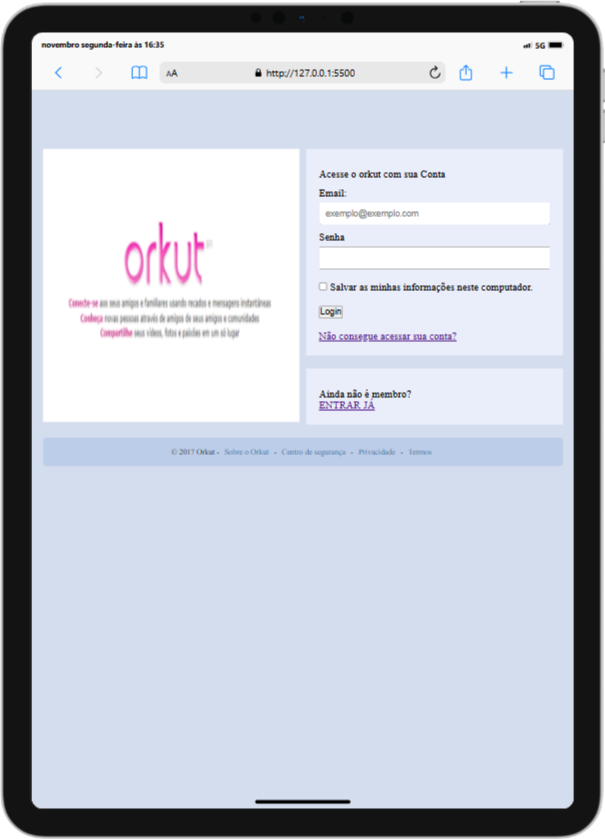 novembro segunda-feira às 16:35
5G
AA
http://127.0.0.1:5500
orkut
Conecte-se aos seus amigos e familiares usando recados e mensagens instantâneas
Conheça novas pessoas através de amigos de seus amigos e comunidades
Compartilhe seus vídeos, fotos e paixões em um só lugar
Acesse o orkut com sua Conta
Email:
exemplo@exemplo.com
Senha
Salvar as minhas informações neste computador.
Login
Não consegue acessar sua conta?
Ainda não é membro?
ENTRAR JÁ
© 2017 Orkut - Sobre o Orkut - Centro de segurança - Privacidade - Termos